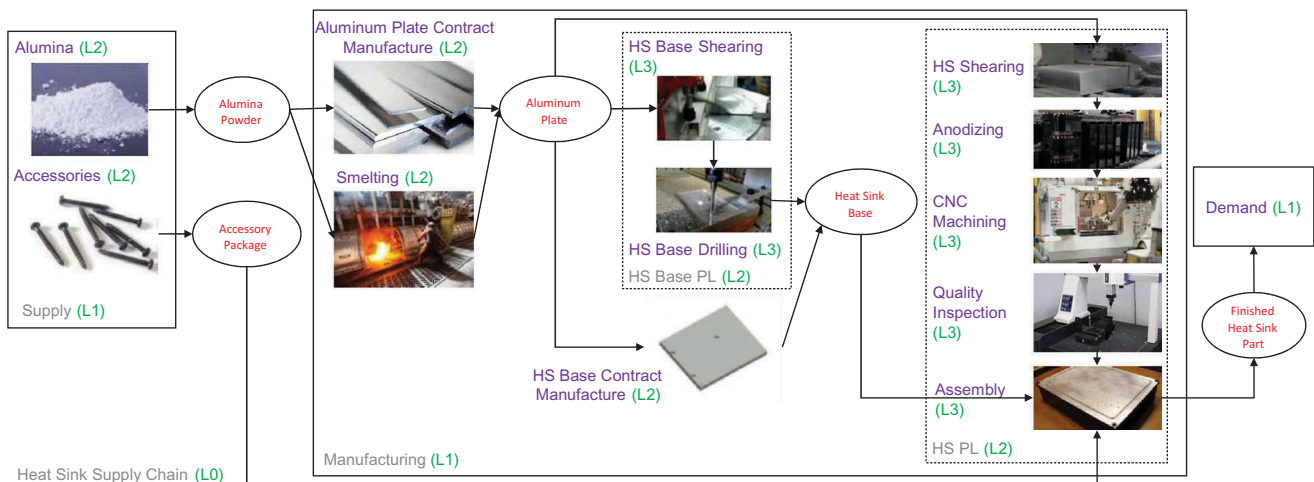 Alumina (L2)
Accessories (L2)
Supply (L1)
Heat Sink Supply Chain (L0)
Alumina
Powder
Accessory
Package
Aluminum Plate Contract
Manufacture (L2)
Smelting (L2)
Manufacturing (L1)
Aluminum
Plate
HS Base Shearing
(L3)
HS Base Drilling (L3)
HS Base PL (L2)
HS Base Contract
Manufacture (L2)
Heat Sink
Base
HS Shearing
(L3)
Anodizing
(L3)
CNC
Machining
(L3)
Quality
Inspection
(L3)
Assembly
(L3)
HS PL (L2)
Demand (L1)
Finished
Heat Sink
Part